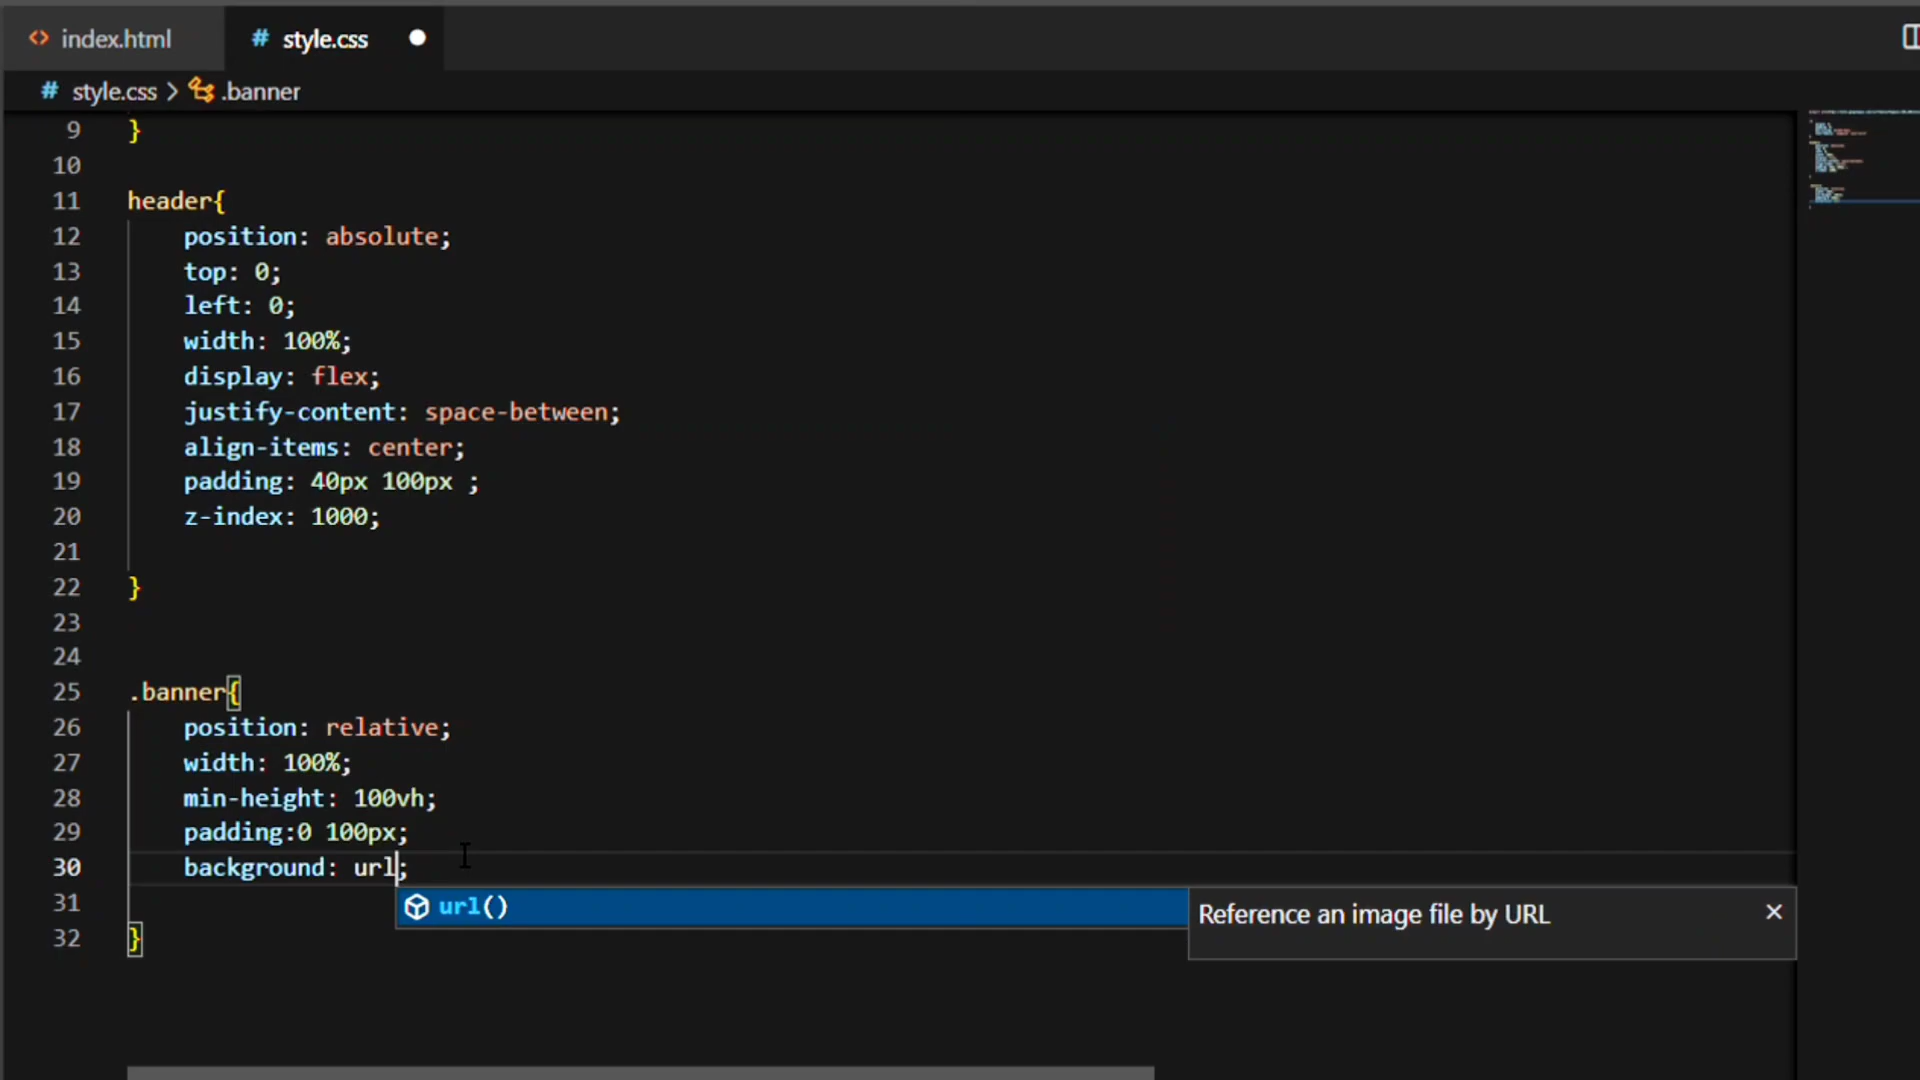 index.html
# style.css
# style.css > .banner
9 }
10
11 header{
12 position: absolute;
13 top: 0;
14 left: 0;
15 width: 100%;
16 display: flex;
17 justify-content: space-between;
18 align-items: center;
19 padding: 40px 100px ;
20 z-index: 1000;
21
22 }
23
24
25 .banner{
26 position: relative;
27 width: 100%;
28 min-height: 100vh;
29 padding:0 100px;
30 background: url;
31 url() Reference an image file by URL
32 }